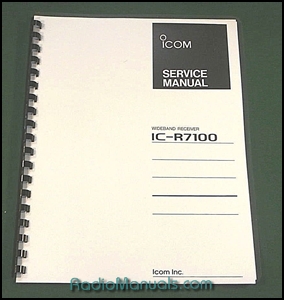 ICOM
SERVICE
MANUAL
WIDEBAND RECEIVER
IC-R7100
Icom Inc.
RadioManuals.com